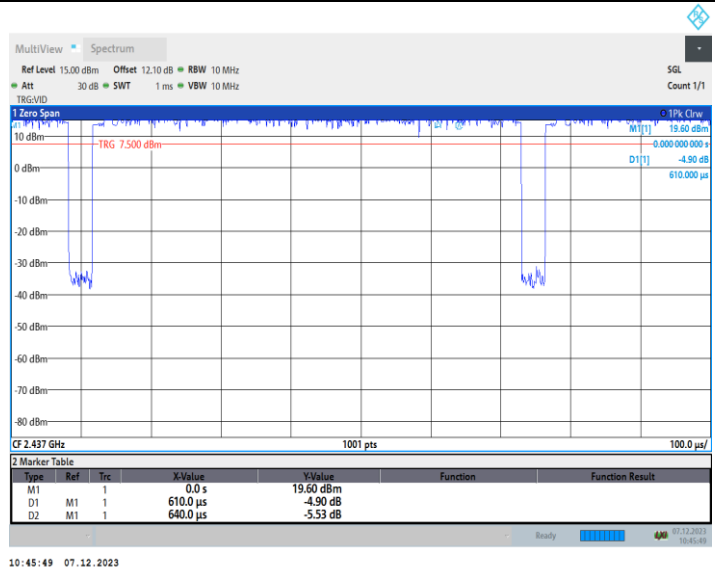 MultiView Spectrum
Ref Level 15.00 dBm Offset 12.10 dB RBW 10 MHz SGL
Att 30 dB SWT 1 ms VBW 10 MHz Count 1/1
TRG:VID
1 Zero Span 1Pk Clrw
M1[1] 19.60 dBm
10 dBm
TRG 7.500 dBm 0.000 000 000 s
D1[1] -4.90 dB
0 dBm
610.000 µs
-10 dBm
-20 dBm
-30 dBm
-40 dBm
-50 dBm
-60 dBm
-70 dBm
-80 dBm
CF 2.437 GHz 1001 pts 100.0 µs/
2 Marker Table
Type Ref Trc X-Value Y-Value Function Function Result
M1 1 0.0 s 19.60 dBm
D1 M1 1 610.0 µs -4.90 dB
D2 M1 1 640.0 µs -5.53 dB
Ready 07.12.2023
10:45:49
10:45:49 07.12.2023